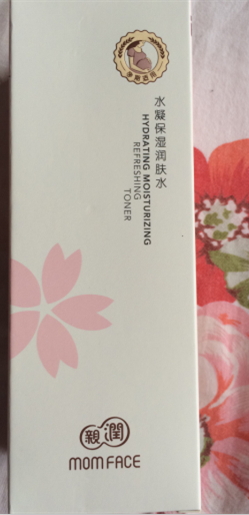 水凝保湿润肤水
HYDRATING MOISTURIZING
REFRESHING
TONER
親潤
MOMFACE